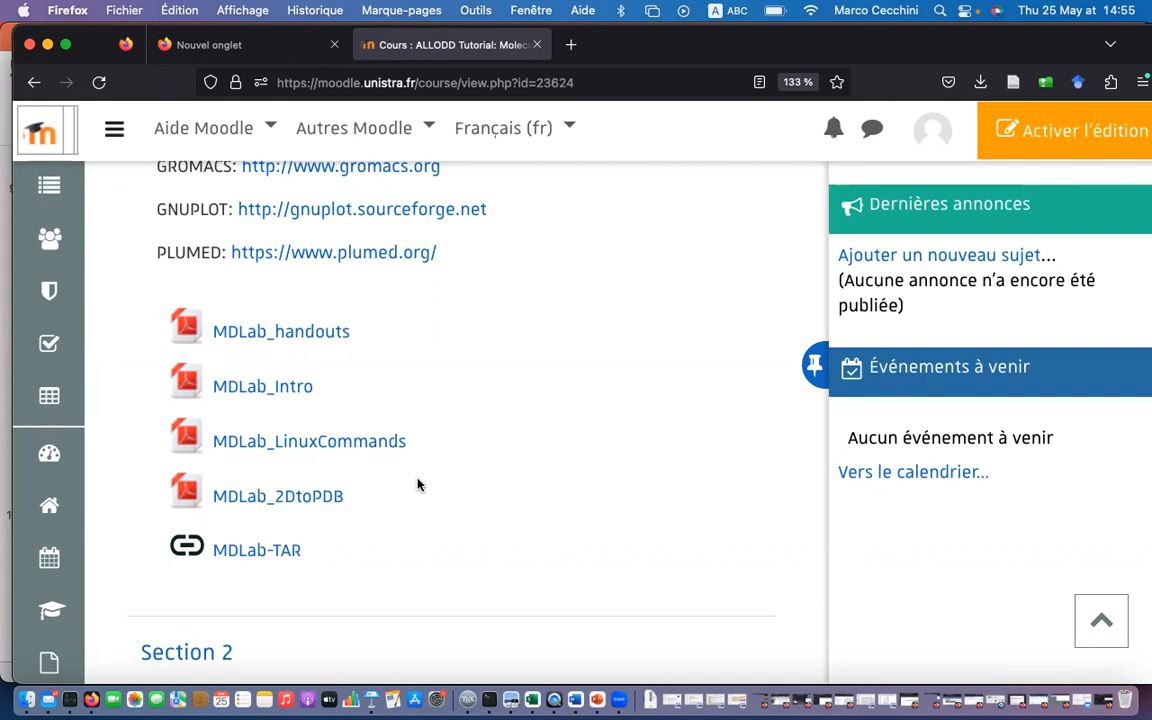 Firefox Fichier Édition Affichage Historique Marque-pages Outils Fenêtre Aide A ABC Marco Cecchini Thu 25 May at 14:55
Nouvel onglet Cours : ALLODD Tutorial: Molec
https://moodle.unistra.fr/course/view.php?id=23624 133 %
Aide Moodle Autres Moodle Français (fr) Activer l'édition
GROMACS: http://www.gromacs.org
GNUPLOT: http://gnuplot.sourceforge.net
PLUMED: https://www.plumed.org/
MDLab_handouts
MDLab_Intro
MDLab_LinuxCommands
MDLab_2DtoPDB
MDLab-TAR
Section 2
Dernières annonces
Ajouter un nouveau sujet...
(Aucune annonce n'a encore été
publiée)
Événements à venir
Aucun événement à venir
Vers le calendrier...